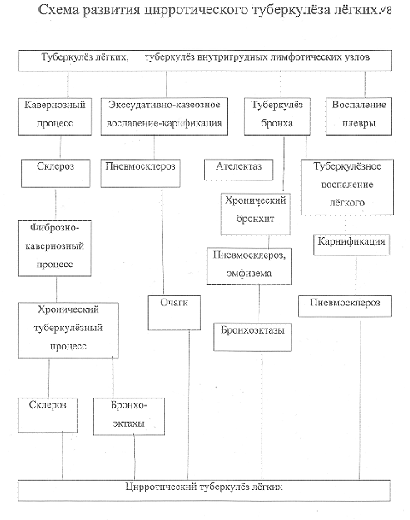 Схема развития цирротического туберкулёза лёгких.
Туберкулёз лёгких, туберкулёз внутригрудных лимфотических узлов
Кавернозный
процесс
Экссудативно-казеозное
воспаление-карнификация
Туберкулёз
бронха
Воспаление
плевры
Склероз
Пневмосклероз
Ателектаз
Туберкулёзное
воспаление
лёгкого
Хронический
бронхит
Фиброзно-
кавернозный
процесс
Карнификация
Пневмосклероз,
эмфизема
Очаги
Пневмосклероз
Хронический
туберкулёзный
процесс
Бронхоэктазы
Склероз
Бронхо-
эктазы
Цирротический туберкулёз лёгких